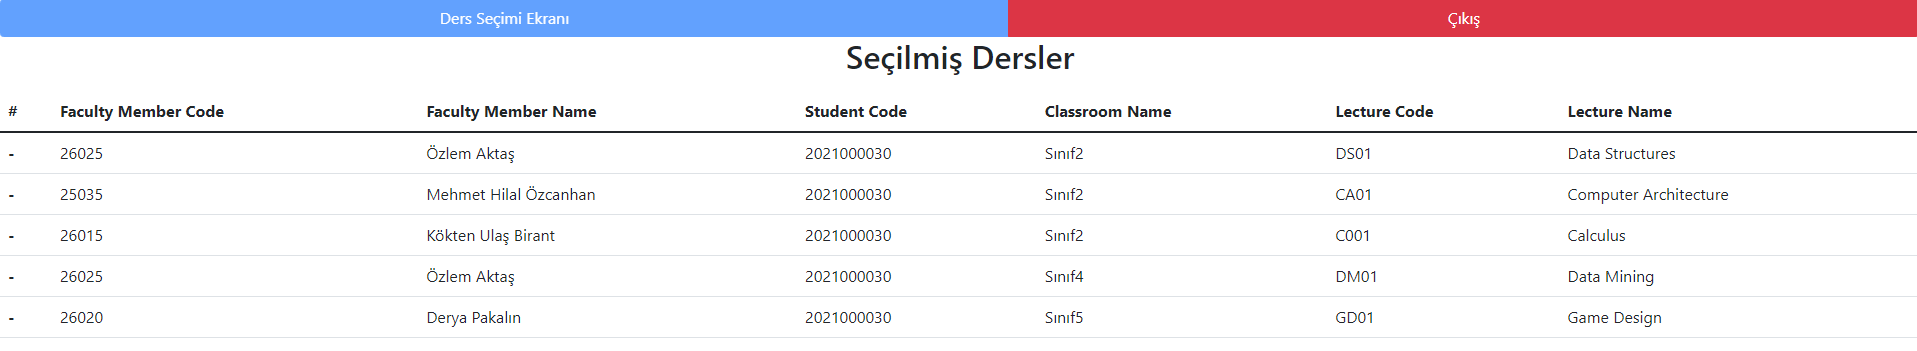 Ders Seçimi Ekranı Çıkış
Seçilmiş Dersler
# Faculty Member Code Faculty Member Name Student Code Classroom Name Lecture Code Lecture Name
- 26025 Özlem Aktaş 2021000030 Sınıf2 DS01 Data Structures
- 25035 Mehmet Hilal Özcanhan 2021000030 Sınıf2 CA01 Computer Architecture
- 26015 Kökten Ulaş Birant 2021000030 Sınıf2 C001 Calculus
- 26025 Özlem Aktaş 2021000030 Sınıf4 DM01 Data Mining
- 26020 Derya Pakalın 2021000030 Sınıf5 GD01 Game Design